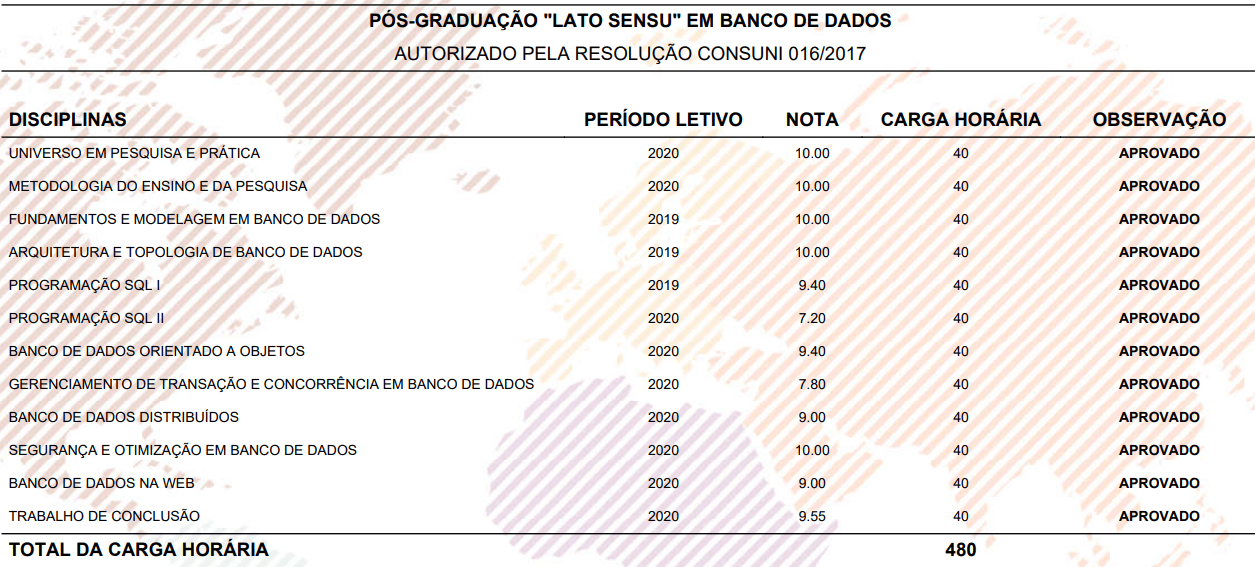 PÓS-GRADUAÇÃO "LATO SENSU" EM BANCO DE DADOS
AUTORIZADO PELA RESOLUÇÃO CONSUNI 016/2017
DISCIPLINAS PERÍODO LETIVO NOTA CARGA HORÁRIA OBSERVAÇÃO
UNIVERSO EM PESQUISA E PRÁTICA 2020 10.00 40 APROVADO
METODOLOGIA DO ENSINO E DA PESQUISA 2020 10.00 40 APROVADO
FUNDAMENTOS E MODELAGEM EM BANCO DE DADOS 2019 10.00 40 APROVADO
ARQUITETURA E TOPOLOGIA DE BANCO DE DADOS 2019 10.00 40 APROVADO
PROGRAMAÇÃO SQL I 2019 9.40 40 APROVADO
PROGRAMAÇÃO SQL II 2020 7.20 40 APROVADO
BANCO DE DADOS ORIENTADO A OBJETOS 2020 9.40 40 APROVADO
GERENCIAMENTO DE TRANSAÇÃO E CONCORRÊNCIA EM BANCO DE DADOS 2020 7.80 40 APROVADO
BANCO DE DADOS DISTRIBUÍDOS 2020 9.00 40 APROVADO
SEGURANÇA E OTIMIZAÇÃO EM BANCO DE DADOS 2020 10.00 40 APROVADO
BANCO DE DADOS NA WEB 2020 9.00 40 APROVADO
TRABALHO DE CONCLUSÃO 2020 9.55 40 APROVADO
TOTAL DA CARGA HORÁRIA 480